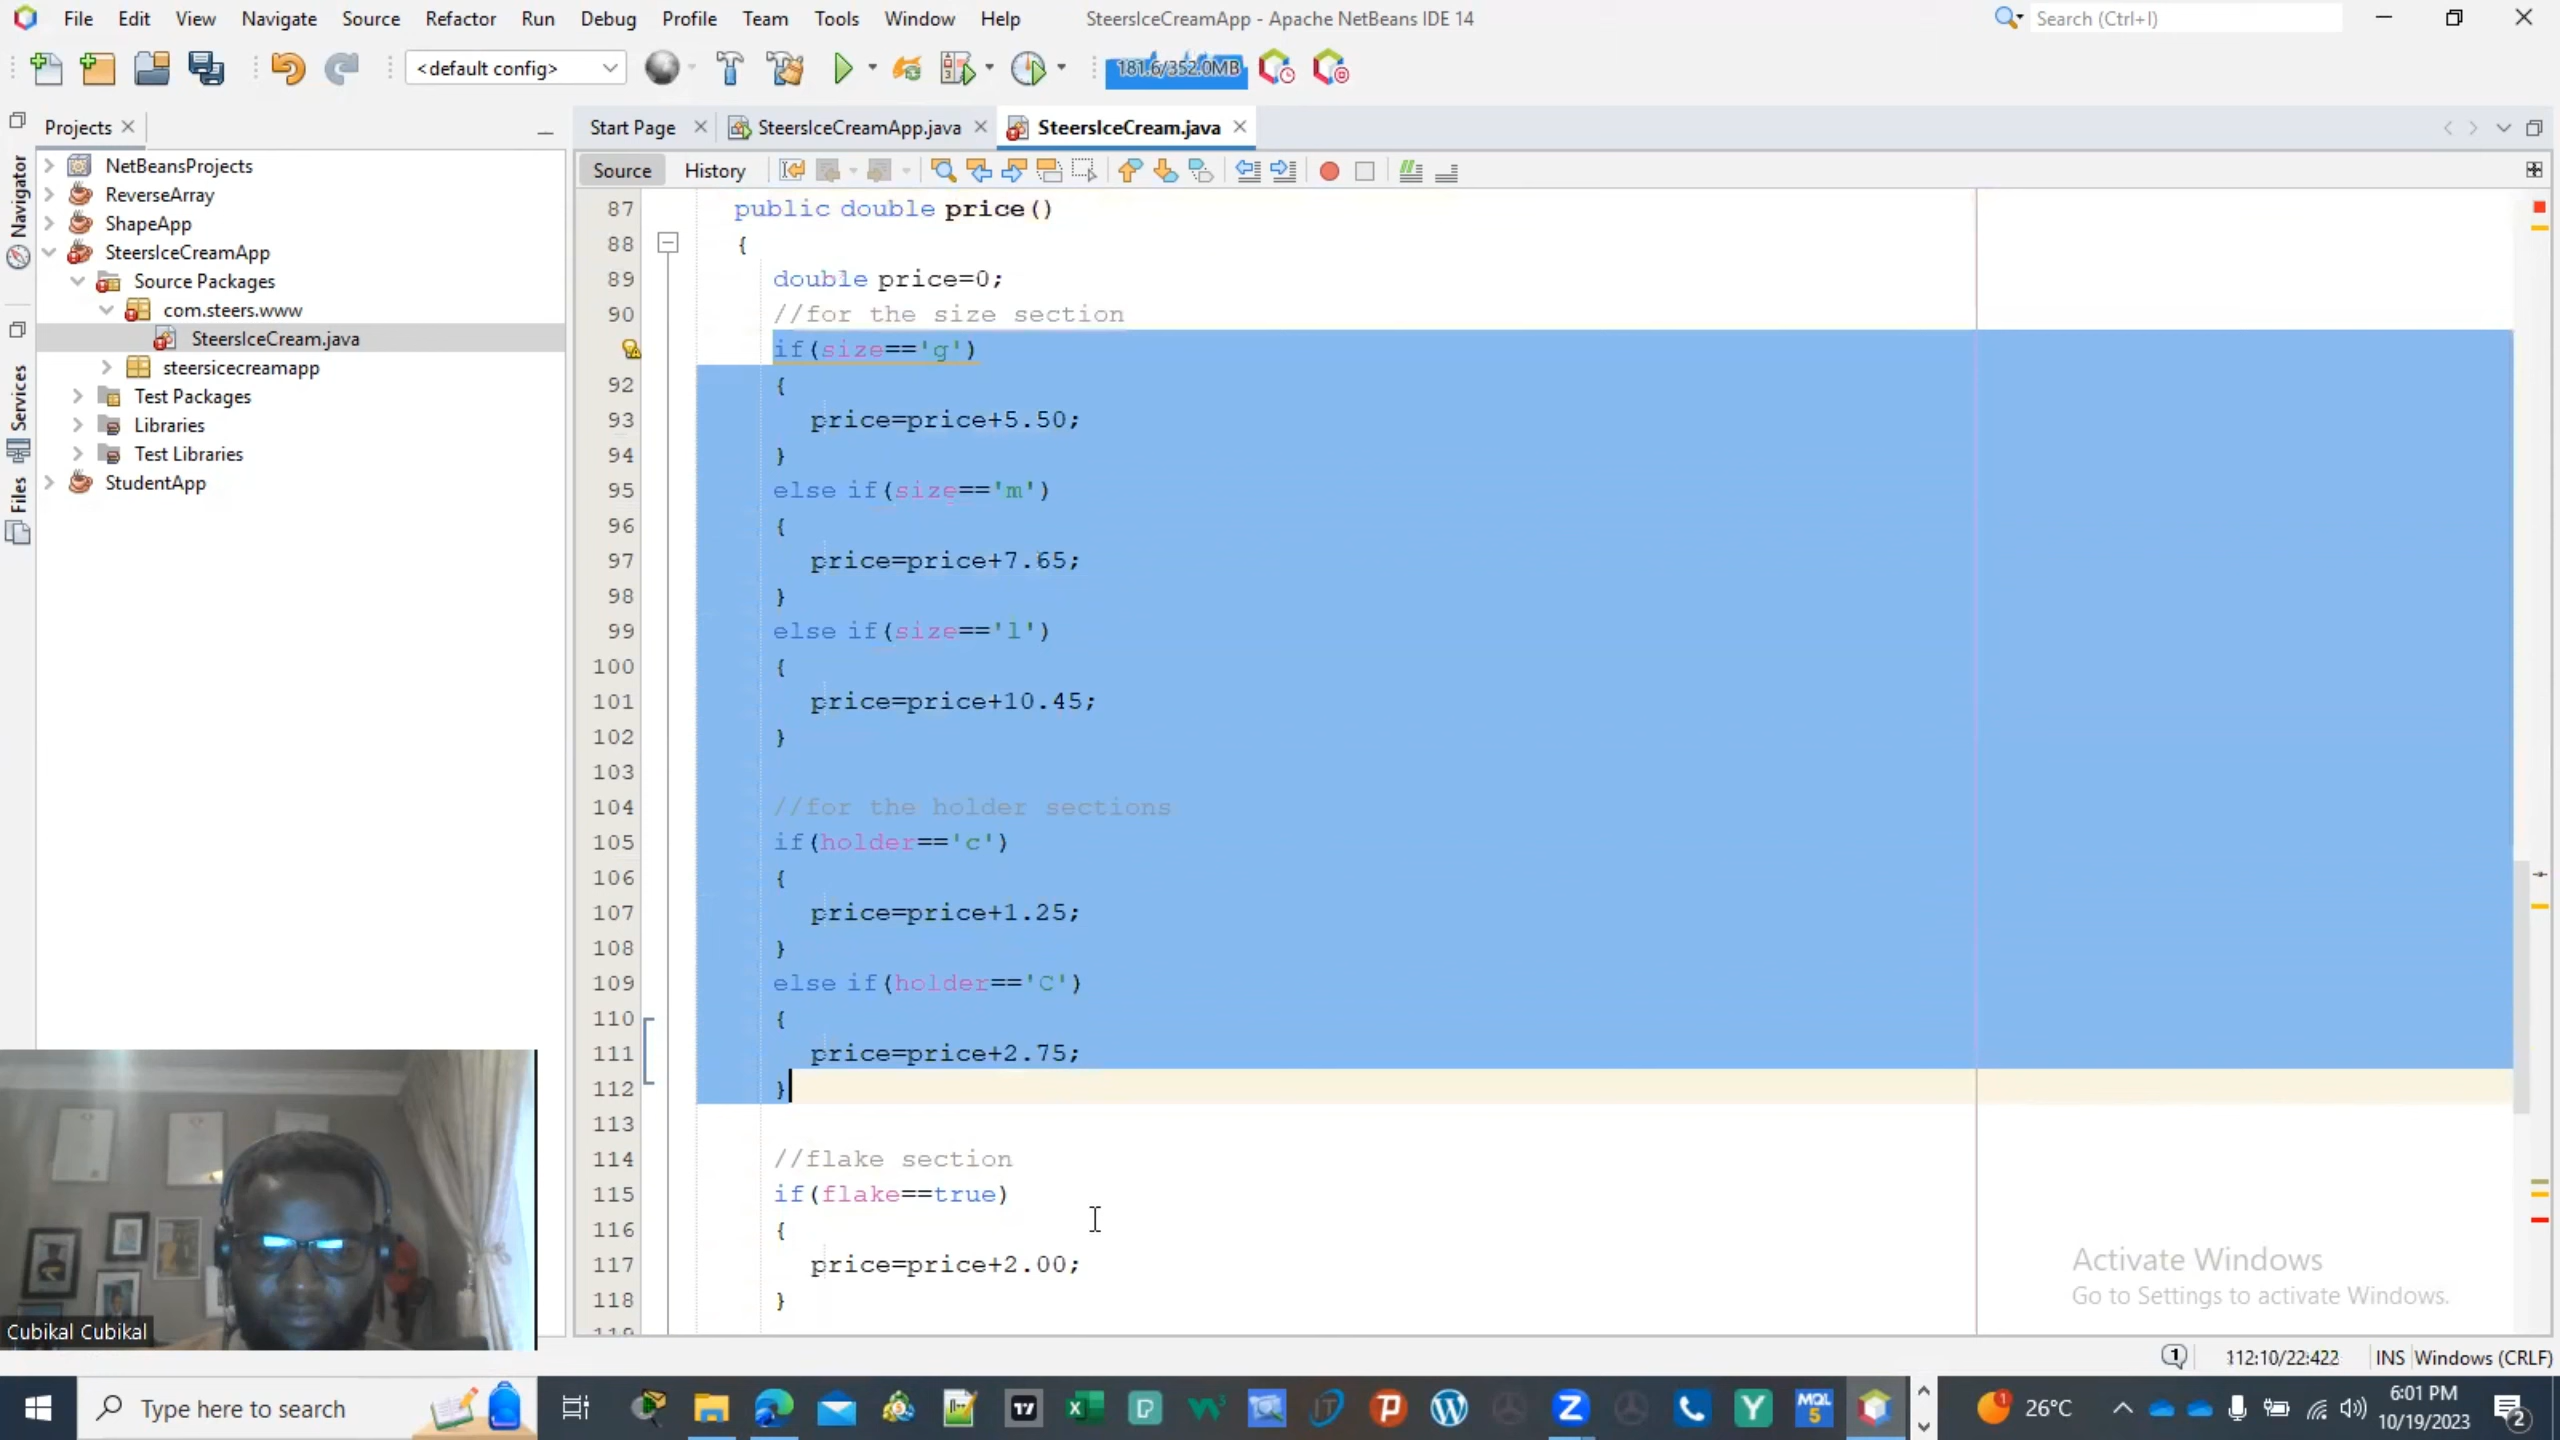 File Edit View Navigate Source Refactor Run Debug Profile Team Tools Window Help SteersIceCreamApp - Apache NetBeans IDE 14 Search (Ctrl+I)
<default config> 181.6/352.0MB
Projects Start Page SteersIceCreamApp.java SteersIceCream.java
Source History
Navigator
Services
Files
NetBeansProjects
ReverseArray
ShapeApp
SteersIceCreamApp
Source Packages
com.steers.www
SteersIceCream.java
steersicecreamapp
Test Packages
Libraries
Test Libraries
StudentApp
87 public double price()
88 {
89 double price=0;
90 //for the size section
if(size=='g')
92 {
93 price=price+5.50;
94 }
95 else if(size=='m')
96 {
97 price=price+7.65;
98 }
99 else if(size=='l')
100 {
101 price=price+10.45;
102 }
103
104 //for the holder sections
105 if(holder=='c')
106 {
107 price=price+1.25;
108 }
109 else if(holder=='C')
110 {
111 price=price+2.75;
112 }
113
114 //flake section
115 if(flake==true)
116 {
117 price=price+2.00;
118 }
Activate Windows
Go to Settings to activate Windows.
Cubikal Cubikal
1 112:10/22:422 INS Windows (CRLF)
Type here to search
MQL
5
1 26°C
6:01 PM
10/19/2023
2